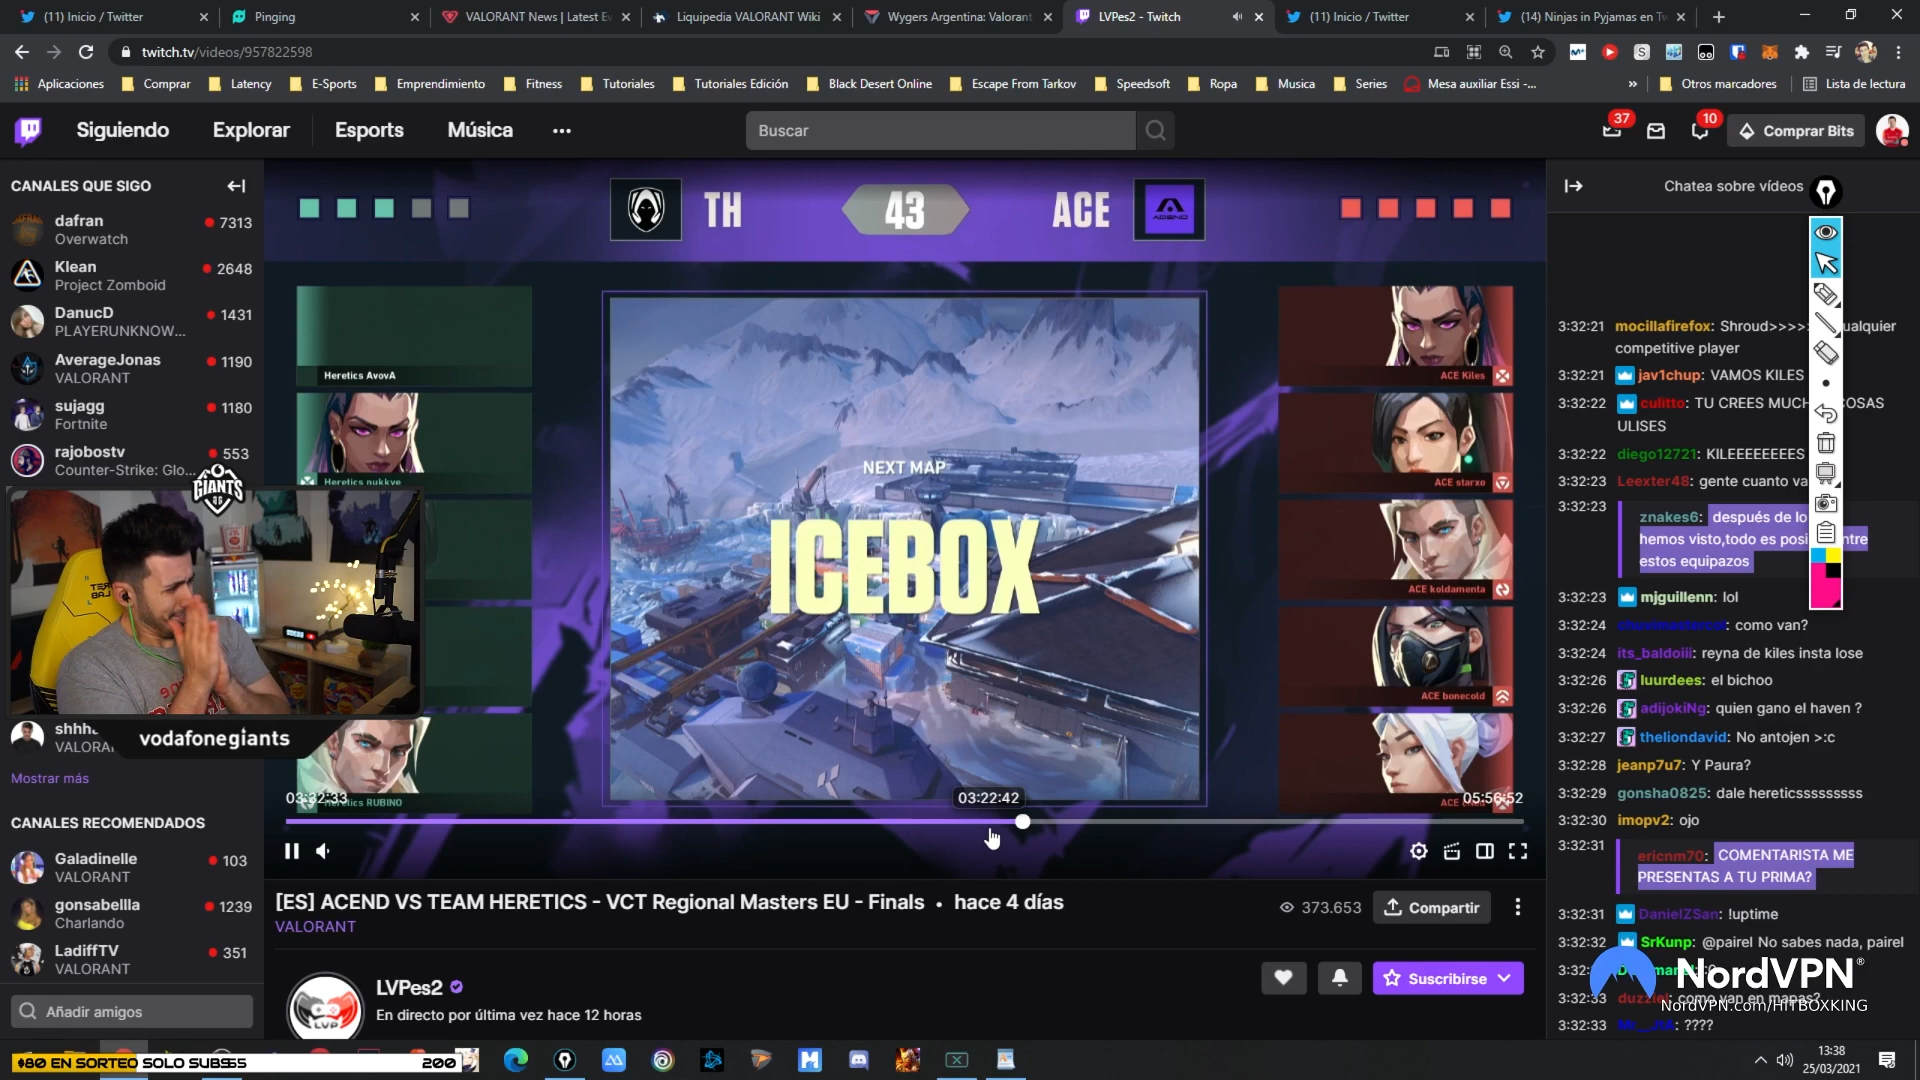 (11) Inicio / Twitter
Pinging
VALORANT News | Latest Ev
Liquipedia VALORANT Wiki
Wygers Argentina: Valorant
LVPes2 - Twitch
(11) Inicio / Twitter
(14) Ninjas in Pyjamas en Tw
twitch.tv/videos/957822598
Aplicaciones
Comprar
Latency
E-Sports
Emprendimiento
Fitness
Tutoriales
Tutoriales Edición
Black Desert Online
Escape From Tarkov
Speedsoft
Ropa
Musica
Series
Mesa auxiliar Essi -...
»
Otros marcadores
Lista de lectura
Siguiendo
Explorar
Esports
Música
Buscar
37
10
Comprar Bits
CANALES QUE SIGO
dafran
7313
Overwatch
Klean
2648
Project Zomboid
DanucD
1431
PLAYERUNKNOW...
AverageJonas
1190
VALORANT
sujagg
1180
Fortnite
rajobostv
553
Counter-Strike: Glo...
GIANTS
vodafonegiants
Mostrar más
CANALES RECOMENDADOS
Galadinelle
103
VALORANT
gonsabellla
1239
Charlando
LadiffTV
351
VALORANT
Añadir amigos
TH
43
ACE
Heretics AvovA
Heretics nukkye
Heretics RUBINO
NEXT MAP
ICEBOX
ACE Kiles
ACE starxo
ACE koldamenta
ACE bonecold
03:32:33
03:22:42
05:56:52
[ES] ACEND VS TEAM HERETICS - VCT Regional Masters EU - Finals • hace 4 días
VALORANT
373.653
Compartir
LVPes2
En directo por última vez hace 12 horas
Suscribirse
LVP
Chatea sobre vídeos
3:32:21 mocillafirefox: Shroud>>>>
competitive player
3:32:21 jav1chup: VAMOS KILES
3:32:22 culitto: TU CREES COSAS
ULISES
3:32:22 diego12721: KILEEEEEEEES
3:32:23 Leexter48: gente cuanto va
3:32:23 znakes6: después de lo
hemos visto,todo es
estos equipazos
3:32:23 mjguillenn: lol
3:32:24 como van?
3:32:24 its_baldoiii: reyna de kiles insta lose
3:32:26 luurdees: el bichoo
3:32:26 adijokiNg: quien gano el haven ?
3:32:27 theliondavid: No antojen >:c
3:32:28 jeanp7u7: Y Paura?
3:32:29 gonsha0825: dale hereticsssssssss
3:32:30 imopv2: ojo
3:32:31 ericnm70: COMENTARISTA ME
PRESENTAS A TU PRIMA?
3:32:31 DanielZSan: !uptime
3:32:32 SrKunp: @pairel No sabes nada, pairel
3:32:33 como van en mapas?
3:32:33 ????
NordVPN®
NordVPN.com/HITBOXKING
$80 EN SORTEO SOLO SUBS
200
13:38
25/03/2021